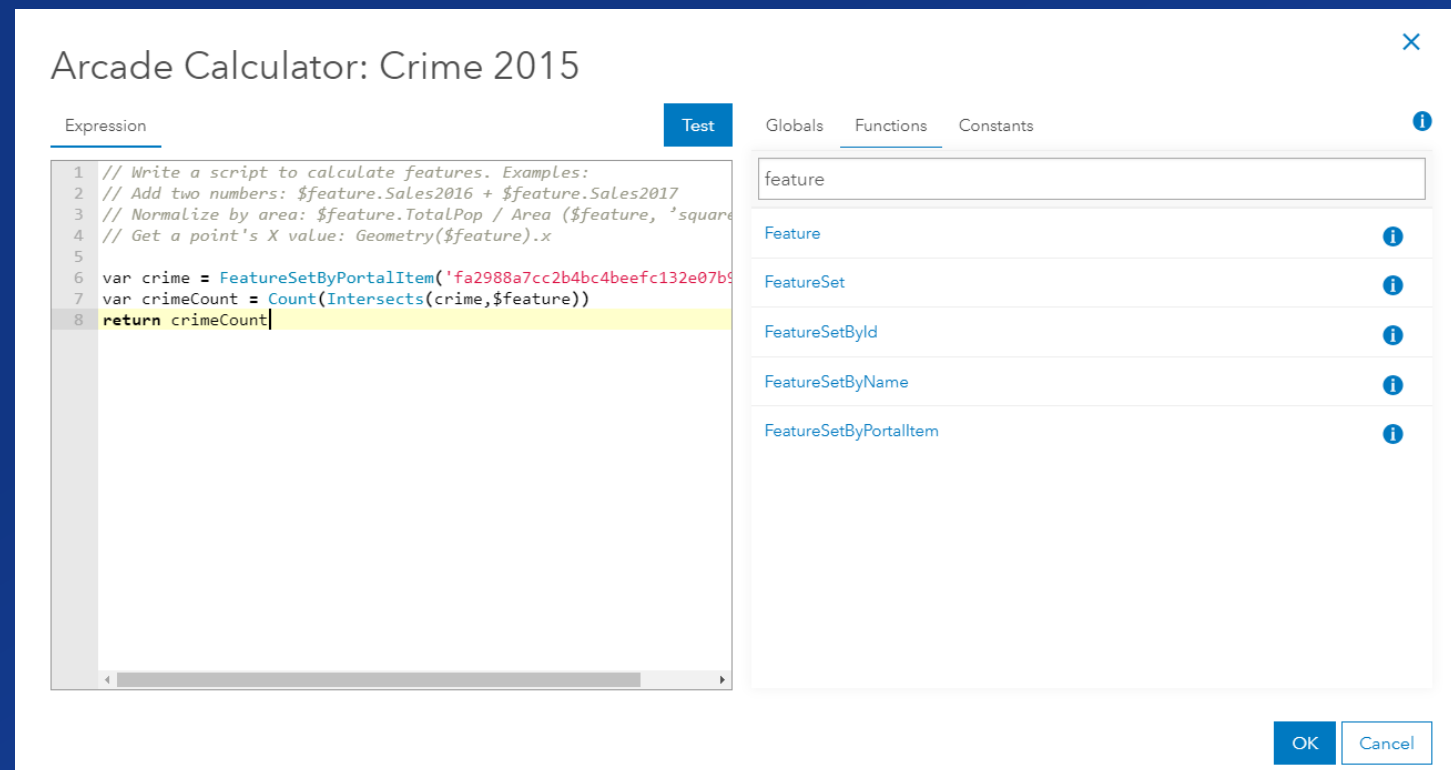 Arcade Calculator: Crime 2015
Expression
Test
1 // Write a script to calculate features. Examples:
2 // Add two numbers: $feature.Sales2016 + $feature.Sales2017
3 // Normalize by area: $feature.TotalPop / Area ($feature, ’square
4 // Get a point's X value: Geometry($feature).x
5
6 var crime = FeatureSetByPortalItem('fa2988a7cc2b4bc4beefc132e07b9
7 var crimeCount = Count(Intersects(crime,$feature))
8 return crimeCount
Globals Functions Constants
feature
Feature
FeatureSet
FeatureSetById
FeatureSetByName
FeatureSetByPortalItem
OK Cancel